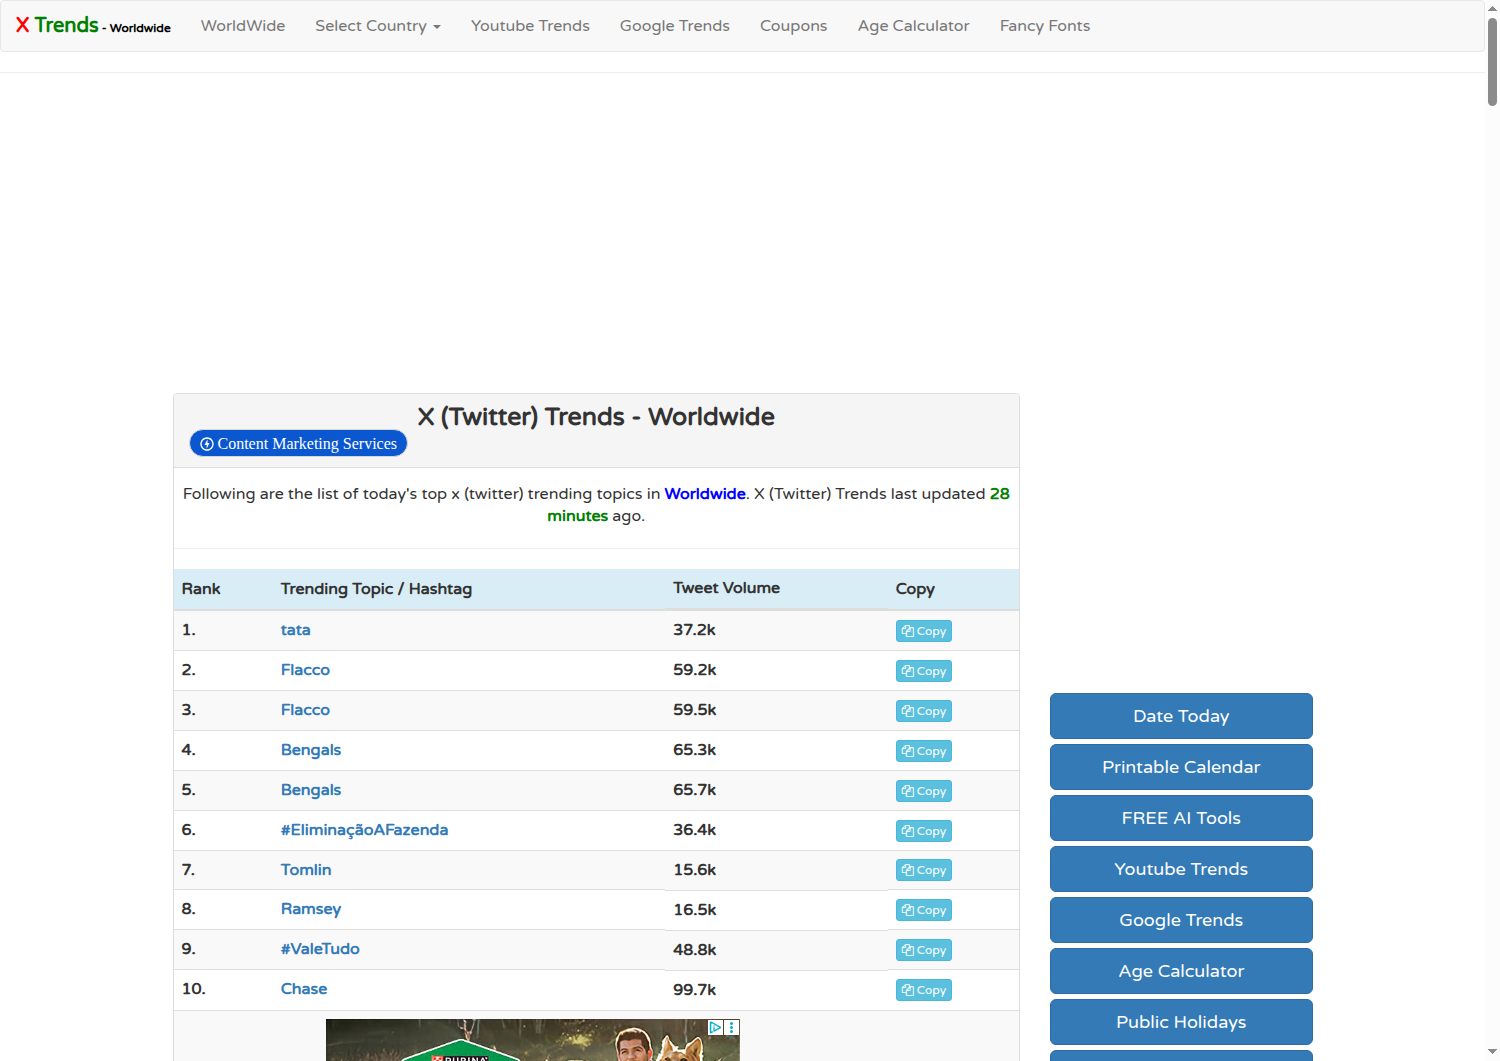 X Trends - Worldwide WorldWide Select Country Youtube Trends Google Trends Coupons Age Calculator Fancy Fonts
X (Twitter) Trends - Worldwide
Content Marketing Services
Following are the list of today's top x (twitter) trending topics in Worldwide. X (Twitter) Trends last updated 28
minutes ago.
Rank Trending Topic / Hashtag Tweet Volume Copy
1. tata 37.2k Copy
2. Flacco 59.2k Copy
3. Flacco 59.5k Copy
4. Bengals 65.3k Copy
5. Bengals 65.7k Copy
6. #EliminaçãoAFazenda 36.4k Copy
7. Tomlin 15.6k Copy
8. Ramsey 16.5k Copy
9. #ValeTudo 48.8k Copy
10. Chase 99.7k Copy
PURINA
Date Today
Printable Calendar
FREE AI Tools
Youtube Trends
Google Trends
Age Calculator
Public Holidays